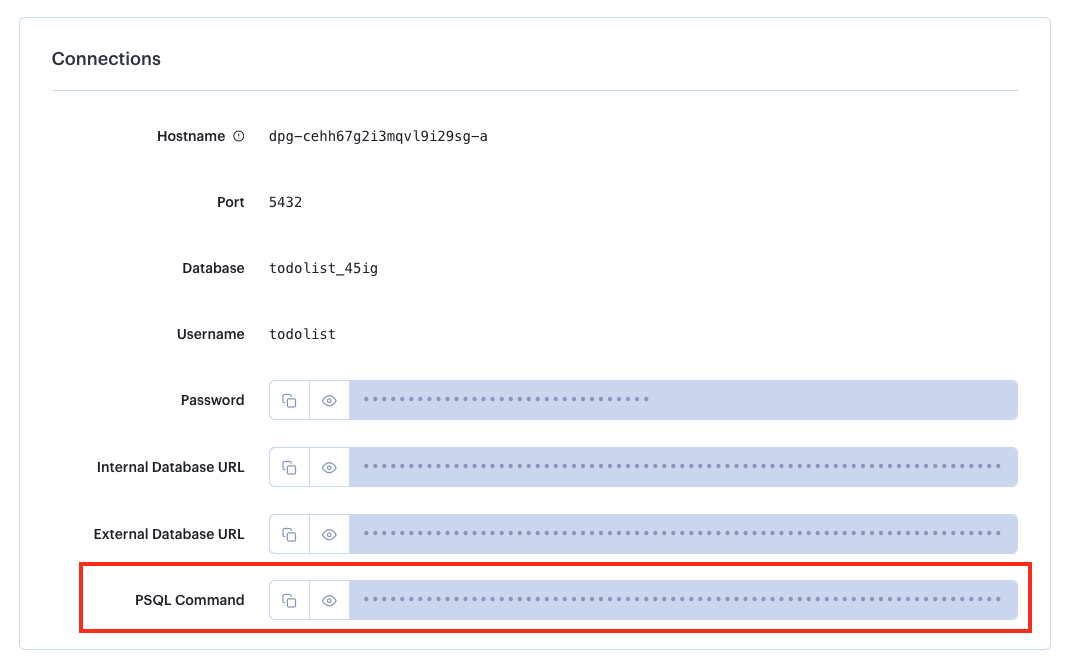 Connections
Hostname dpg-cehh67g2i3mqvl9i29sg-a
Port 5432
Database todolist_45ig
Username todolist
Password ••••••••••••••••••••••••••••••••
Internal Database URL •••••••••••••••••••••••••••••••••••••••••••••••••••••••••••••••••••••••
External Database URL •••••••••••••••••••••••••••••••••••••••••••••••••••••••••••••••••••••••
PSQL Command •••••••••••••••••••••••••••••••••••••••••••••••••••••••••••••••••••••••